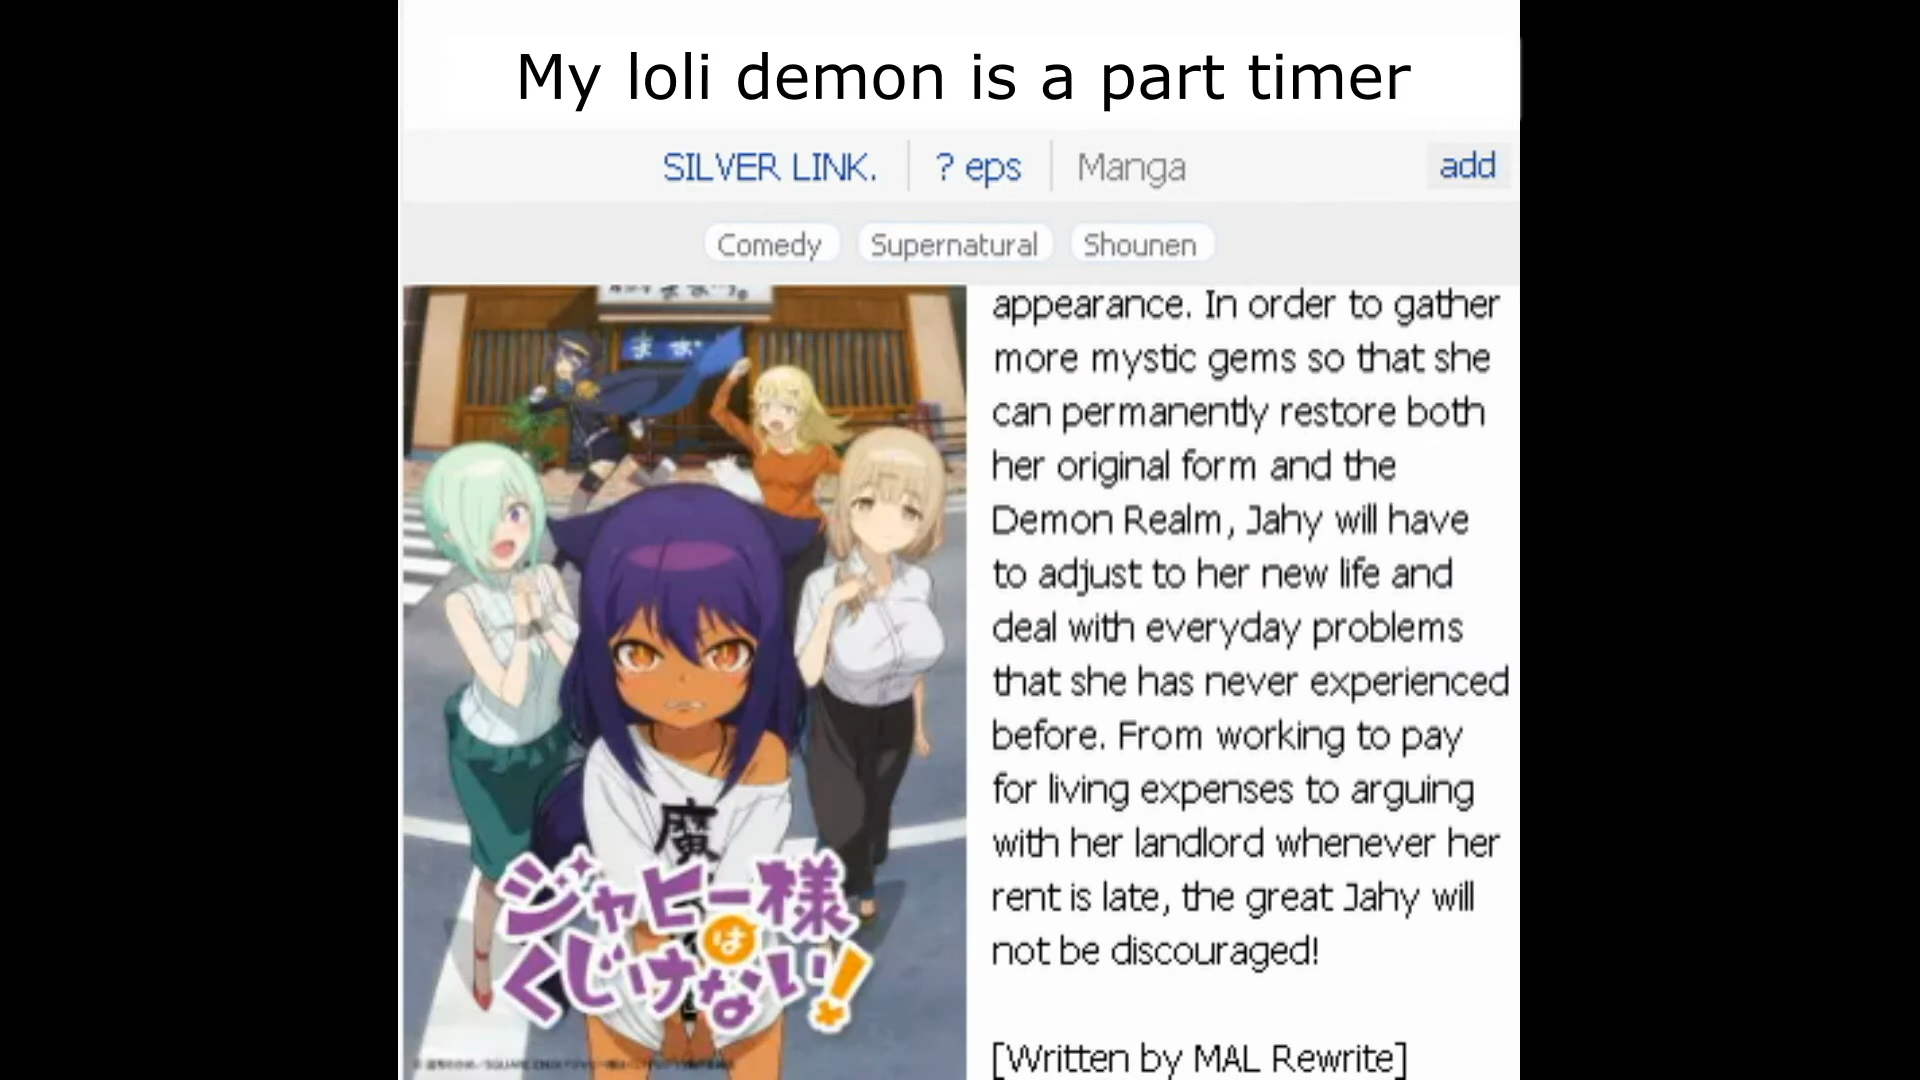 My loli demon is a part timer
SILVER LINK. ? eps Manga add
Comedy Supernatural Shounen
appearance. In order to gather
more mystic gems so that she
can permanently restore both
her original form and the
Demon Realm, Jahy will have
to adjust to her new life and
deal with everyday problems
that she has never experienced
before. From working to pay
for living expenses to arguing
with her landlord whenever her
rent is late, the great Jahy will
not be discouraged!
[Written by MAL Rewrite]
魔
ジャヒー様
は
くじけない!